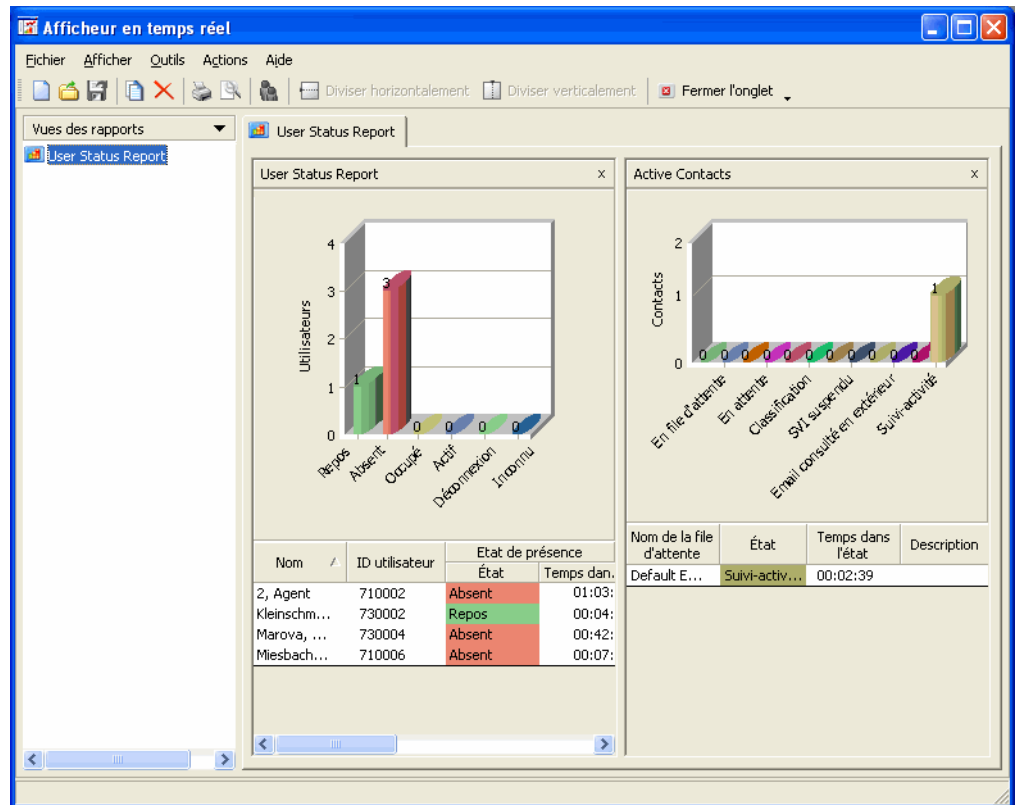 Afficheur en temps réel
Fichier Afficher Outils Actions Aide
Diviser horizontalement Diviser verticalement Fermer l'onglet
Vues des rapports
User Status Report
User Status Report
User Status Report x
4
3
2
1
0
Utilisateurs
1
3
0
0
0
0
Repos
Absent
Occupé
Actif
Déconnexion
Inconnu
Nom ID utilisateur Etat de présence
État Temps dan.
2, Agent 710002 Absent 01:03:
Kleinschm... 730002 Repos 00:04:
Marova, ... 730004 Absent 00:42:
Miesbach... 710006 Absent 00:07:
Active Contacts x
2
1
0
Contacts
0 0 0 0 0 0 0 0 0 0 1
En file d'attente
En attente
Classification
SVI suspendu
Email consulté en extérieur
Suivi-activité
Nom de la file d'attente État Temps dans l'état Description
Default E... Suivi-activ... 00:02:39